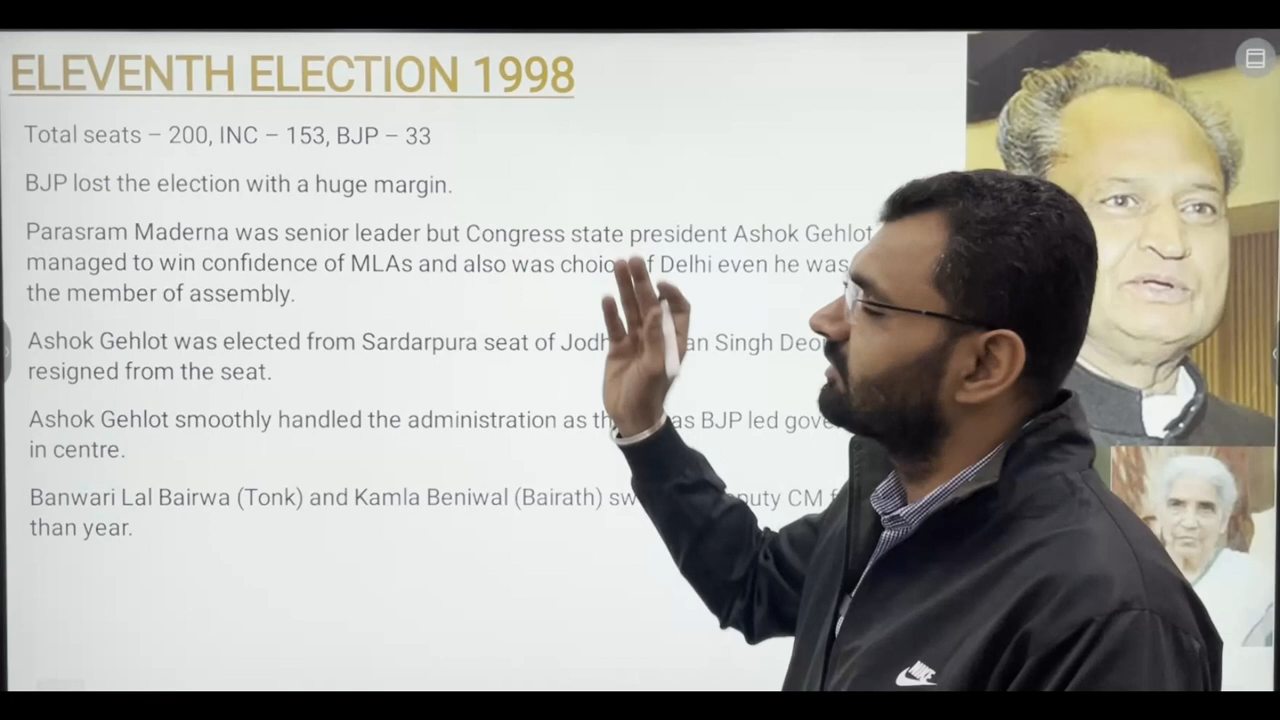 ELEVENTH ELECTION 1998
Total seats – 200, INC – 153, BJP – 33
BJP lost the election with a huge margin.
Parasram Maderna was senior leader but Congress state president Ashok Gehlot
managed to win confidence of MLAs and also was Delhi even he was
the member of assembly.
Ashok Gehlot was elected from Sardarpura seat of Singh
resigned from the seat.
Ashok Gehlot smoothly handled the administration as BJP led
in centre.
Banwari Lal Bairwa (Tonk) and Kamla Beniwal (Bairath) CM
than year.
NIKE